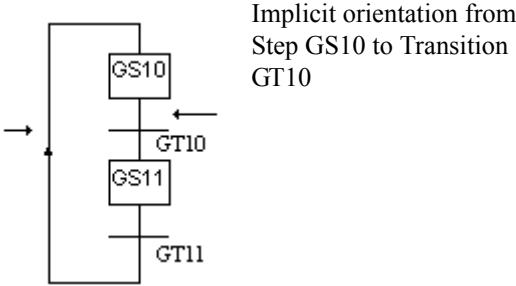 Implicit orientation from
Step GS10 to Transition
GT10
GS10
GT10
GS11
GT11